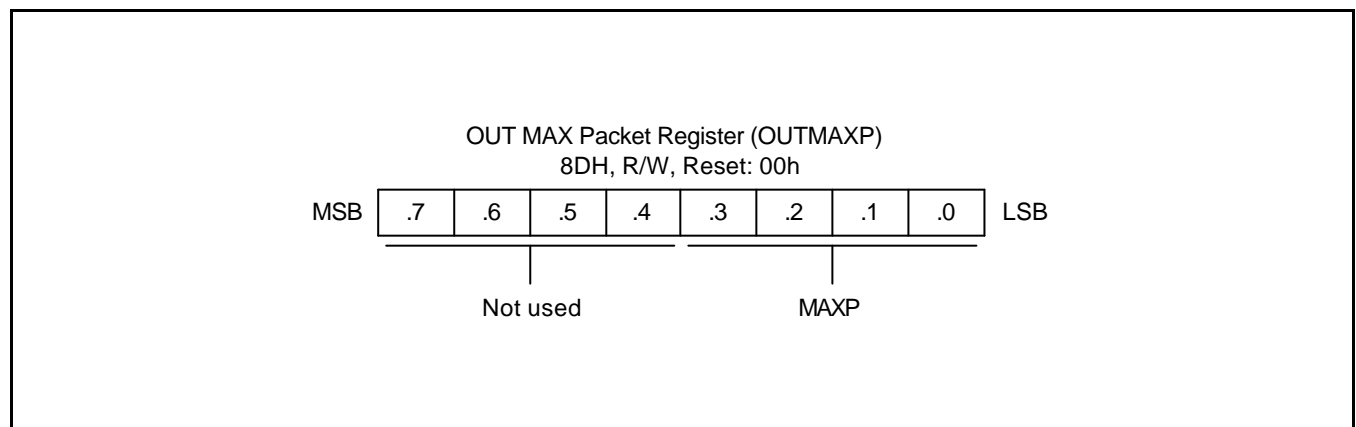 OUT MAX Packet Register (OUTMAXP)
8DH, R/W, Reset: 00h
MSB .7 .6 .5 .4 .3 .2 .1 .0 LSB
Not used MAXP